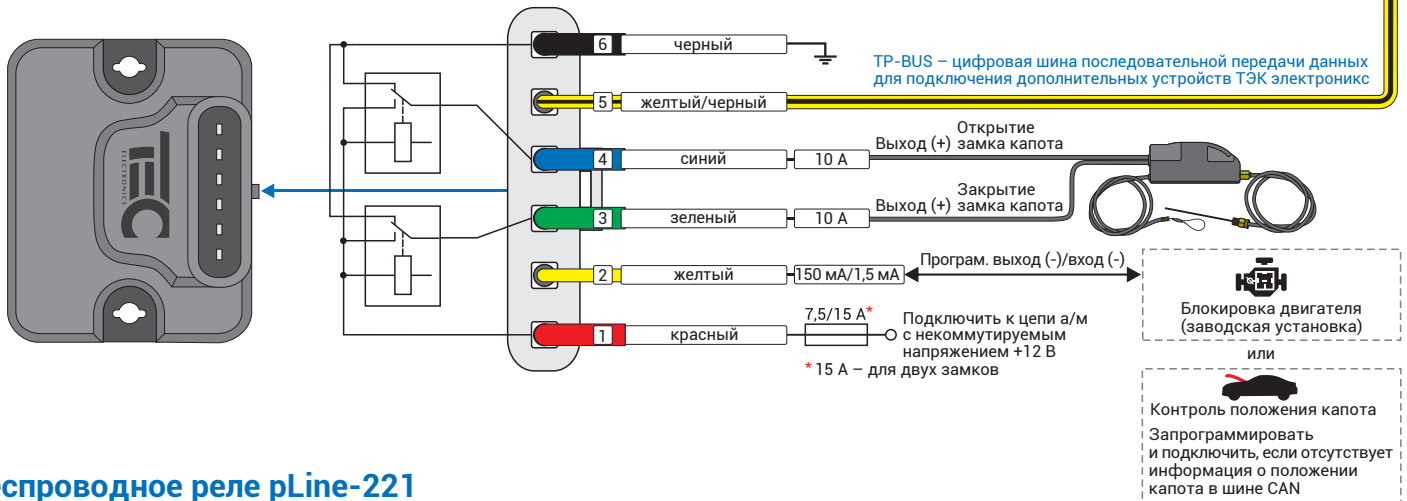 6 черный
TP-BUS – цифровая шина последовательной передачи данных
для подключения дополнительных устройств ТЭК электроникс
5 желтый/черный
TEC
ELECTRONICS
4 синий 10 А
Выход (+)
Открытие
замка капота
3 зеленый 10 А
Выход (+)
Закрытие
замка капота
2 желтый 150 мА/1,5 мА
Програм. выход (-)/вход (-)
Блокировка двигателя
(заводская установка)
или
1 красный
7,5/15 А*
Подключить к цепи а/м
с некоммутируемым
напряжением +12 В
* 15 А – для двух замков
Контроль положения капота
Запрограммировать
и подключить, если отсутствует
информация о положении
капота в шине CAN
еспроводное реле pLine-221